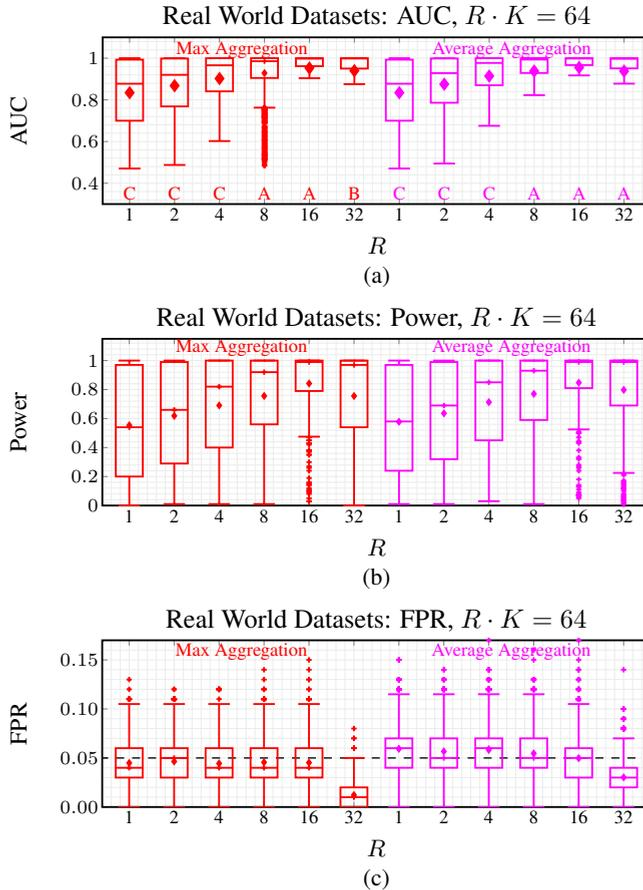 Real World Datasets: AUC, R · K = 64
Max Aggregation Average Aggregation
AUC
1
0.8
0.6
0.4
C C C A A B C C C A A A
1 2 4 8 16 32 1 2 4 8 16 32
R
(a)
Real World Datasets: Power, R · K = 64
Max Aggregation Average Aggregation
Power
1
0.8
0.6
0.4
0.2
0
1 2 4 8 16 32 1 2 4 8 16 32
R
(b)
Real World Datasets: FPR, R · K = 64
Max Aggregation Average Aggregation
FPR
0.15
0.10
0.05
0.00
1 2 4 8 16 32 1 2 4 8 16 32
R
(c)